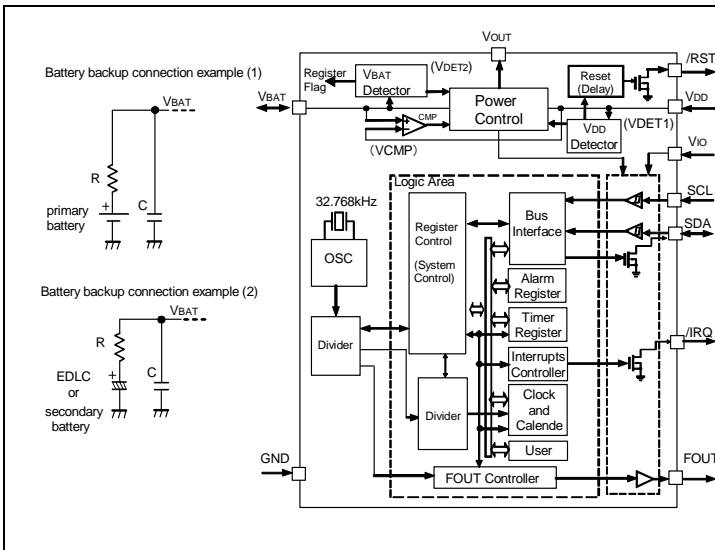 Battery backup connection example (1)
VBAT
R
+
C
primary
battery
Battery backup connection example (2)
VBAT
R
+
C
EDLC
or
secondary
battery
VOUT
/RST
Register
Flag
VBAT
Detector
(VDET2)
Reset
(Delay)
VBAT
Power
Control
VDD
CMP
(VCMP)
VDD
Detector
(VDET1)
VIO
Logic Area
32.768kHz
OSC
Register
Control
(System
Control)
Bus
Interface
SCL
SDA
Alarm
Register
Timer
Register
Divider
Interrupts
Controller
/IRQ
Divider
Clock
and
Calende
User
GND
FOUT Controller
FOUT